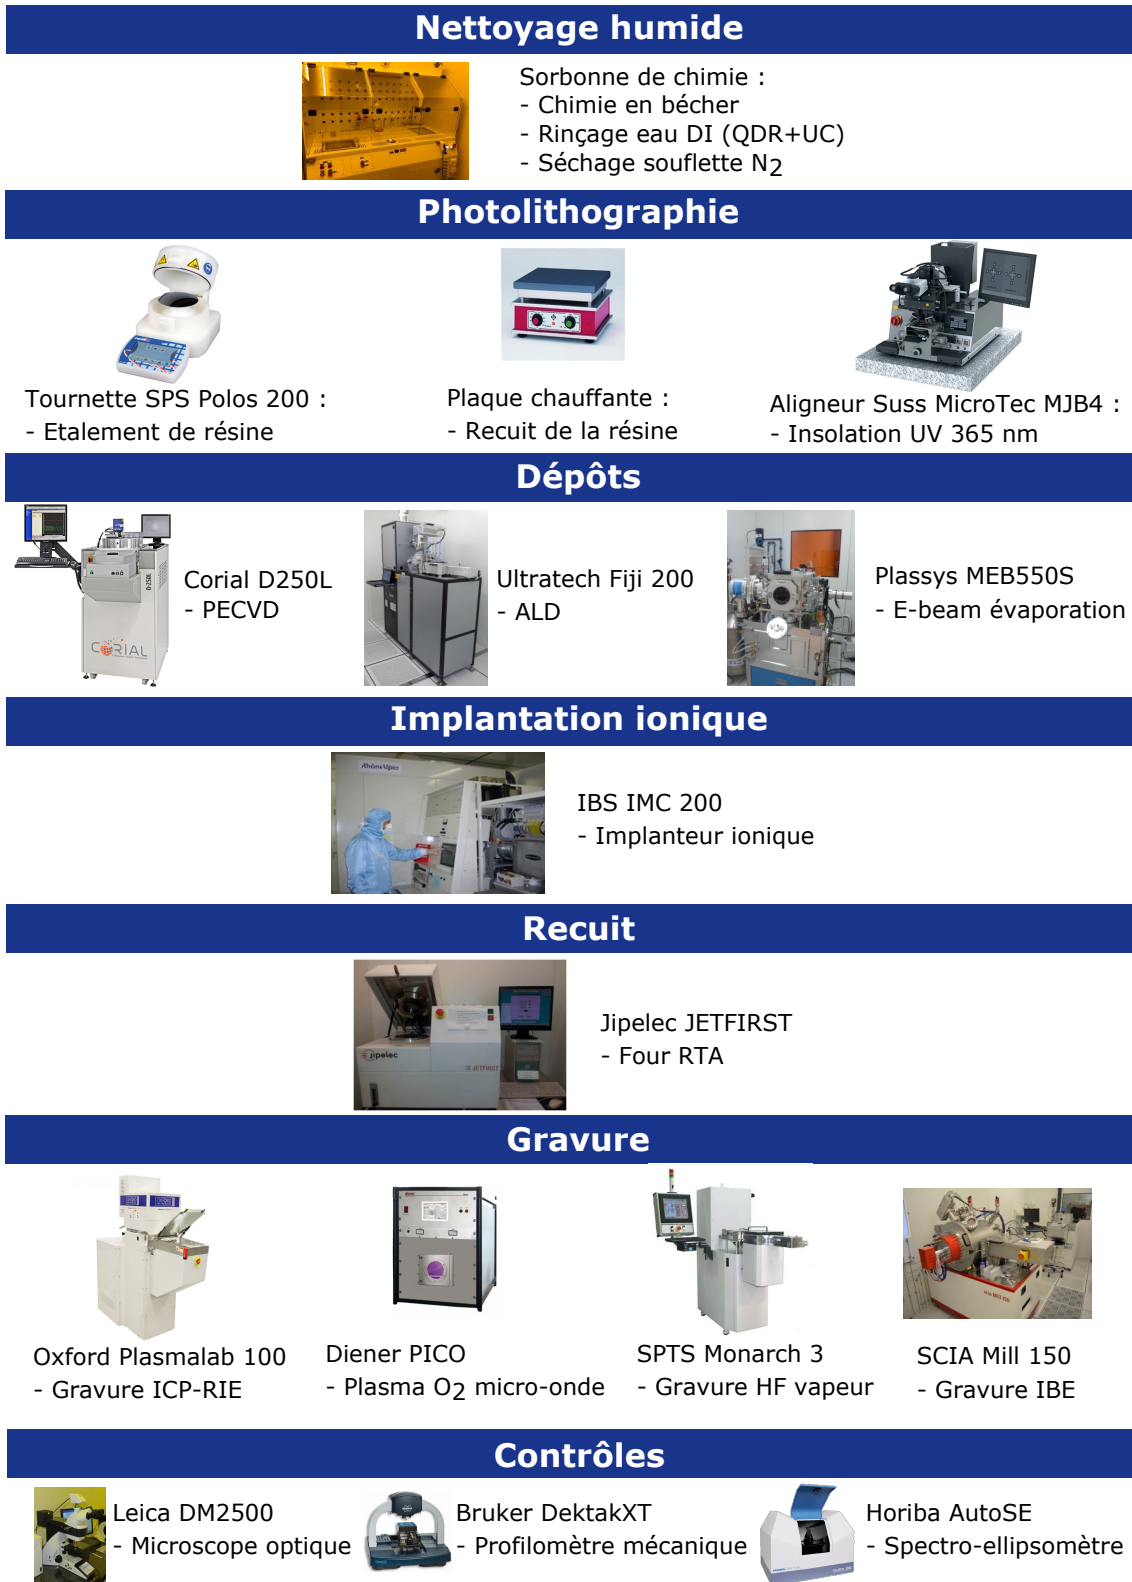 Nettoyage humide
Sorbonne de chimie :
- Chimie en bécher
- Rinçage eau DI (QDR+UC)
- Séchage souflette N2
Photolithographie
Tournette SPS Polos 200 :
- Etalement de résine
Plaque chauffante :
- Recuit de la résine
Aligneur Suss MicroTec MJB4 :
- Insolation UV 365 nm
Dépôts
D-250L
CORIAL
Corial D250L
- PECVD
Ultratech Fiji 200
- ALD
Plassys MEB550S
- E-beam évaporation
Implantation ionique
RhôneAlpes
IBS IMC 200
- Implanteur ionique
Recuit
jipelec
JETFIRST
Jipelec JETFIRST
- Four RTA
Gravure
Oxford Plasmalab 100
- Gravure ICP-RIE
Diener PICO
- Plasma O2 micro-onde
SPTS Monarch 3
- Gravure HF vapeur
SCIA Mill 150
- Gravure IBE
Contrôles
Leica DM2500
- Microscope optique
Bruker DektakXT
- Profilomètre mécanique
Horiba AutoSE
- Spectro-ellipsomètre